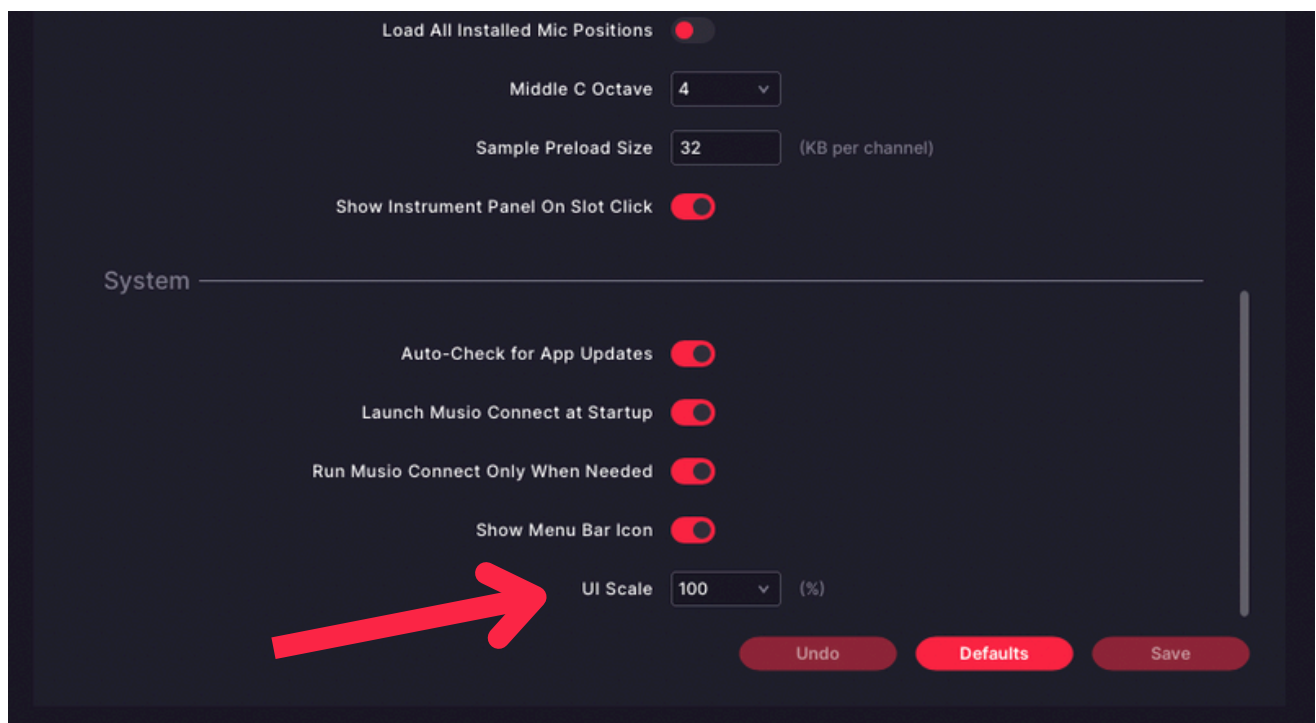 Load All Installed Mic Positions
Middle C Octave 4
Sample Preload Size 32 (KB per channel)
Show Instrument Panel On Slot Click
System
Auto-Check for App Updates
Launch Musio Connect at Startup
Run Musio Connect Only When Needed
Show Menu Bar Icon
UI Scale 100 (%)
Undo Defaults Save